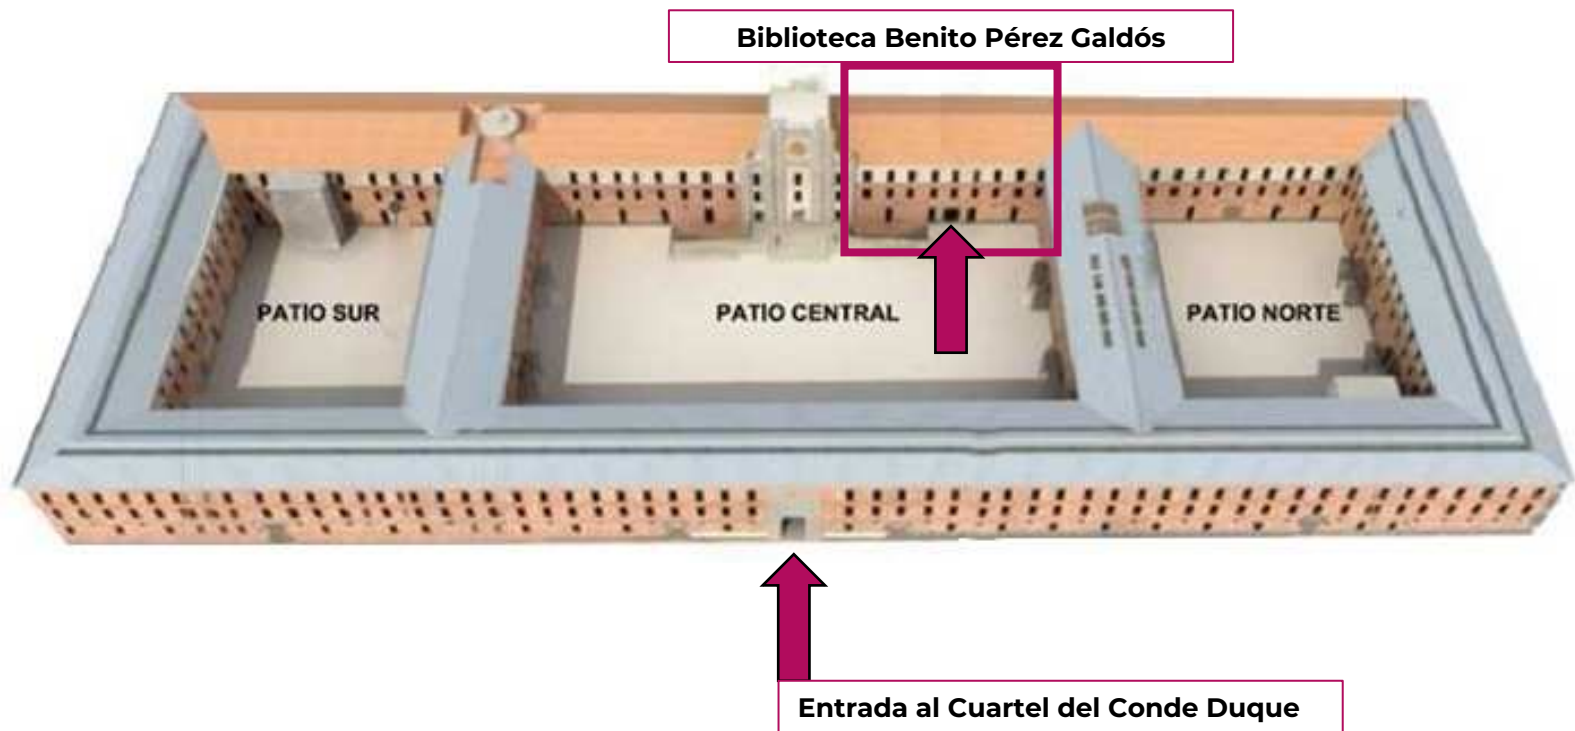 Biblioteca Benito Pérez Galdós
PATIO SUR
PATIO CENTRAL
PATIO NORTE
Entrada al Cuartel del Conde Duque